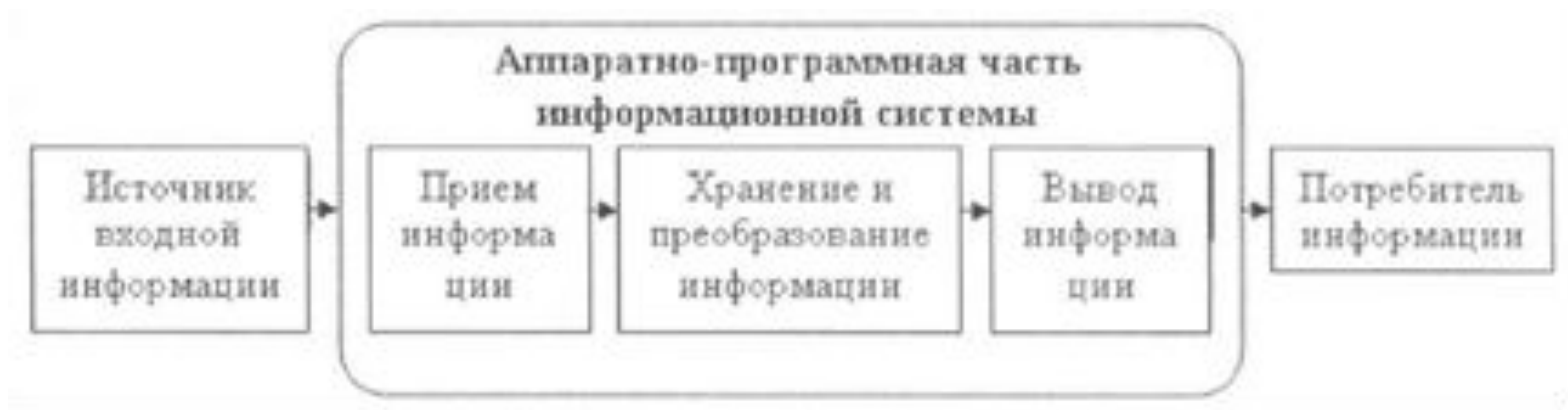 Аппаратно-программная часть
информационной системы
Источник
входной
информации
Прием
информа
ции
Хранение и
преобразование
информации
Вывод
информа
ции
Потребитель
информации